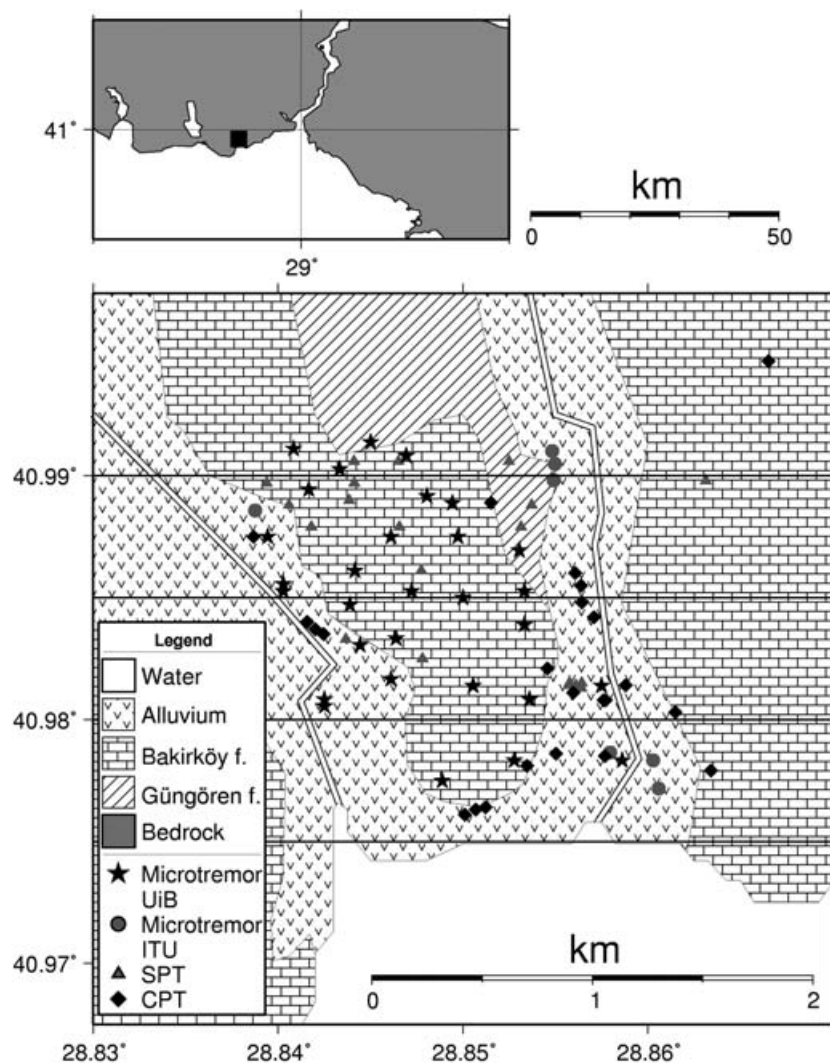 41°
29°
km
0 50
40.99
40.98
40.97
28.83 28.84 28.85 28.86
Legend
Water
Alluvium
Bakirköy f.
Güngören f.
Bedrock
Microtremor
UiB
Microtremor
ITU
SPT
CPT
km
0 1 2